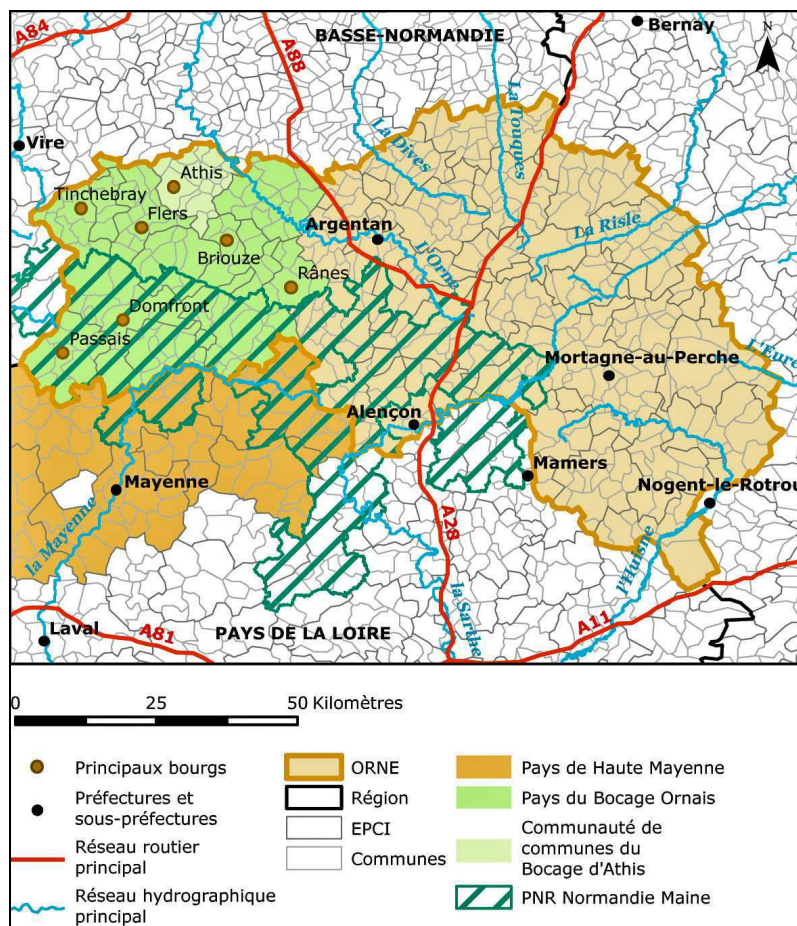 A84
A88
BASSE-NORMANDIE
Bernay
N
Vire
La Dives
La Touques
Athis
Tinchebray
Flers
Argentan
La Risle
Briouze
L'Orne
Rânes
Domfront
Passais
Mortagne-au-Perche
L'Eure
Alençon
Mayenne
Mamers
Nogent-le-Rotrou
la Mayenne
A28
l'Huisne
la Sarthe
A11
Laval
A81
PAYS DE LA LOIRE
0 25 50 Kilomètres
Principaux bourgs
Préfectures et
sous-préfectures
Réseau routier
principal
Réseau hydrographique
principal
ORNE
Région
EPCI
Communes
Pays de Haute Mayenne
Pays du Bocage Ornais
Communauté de
communes du
Bocage d'Athis
PNR Normandie Maine